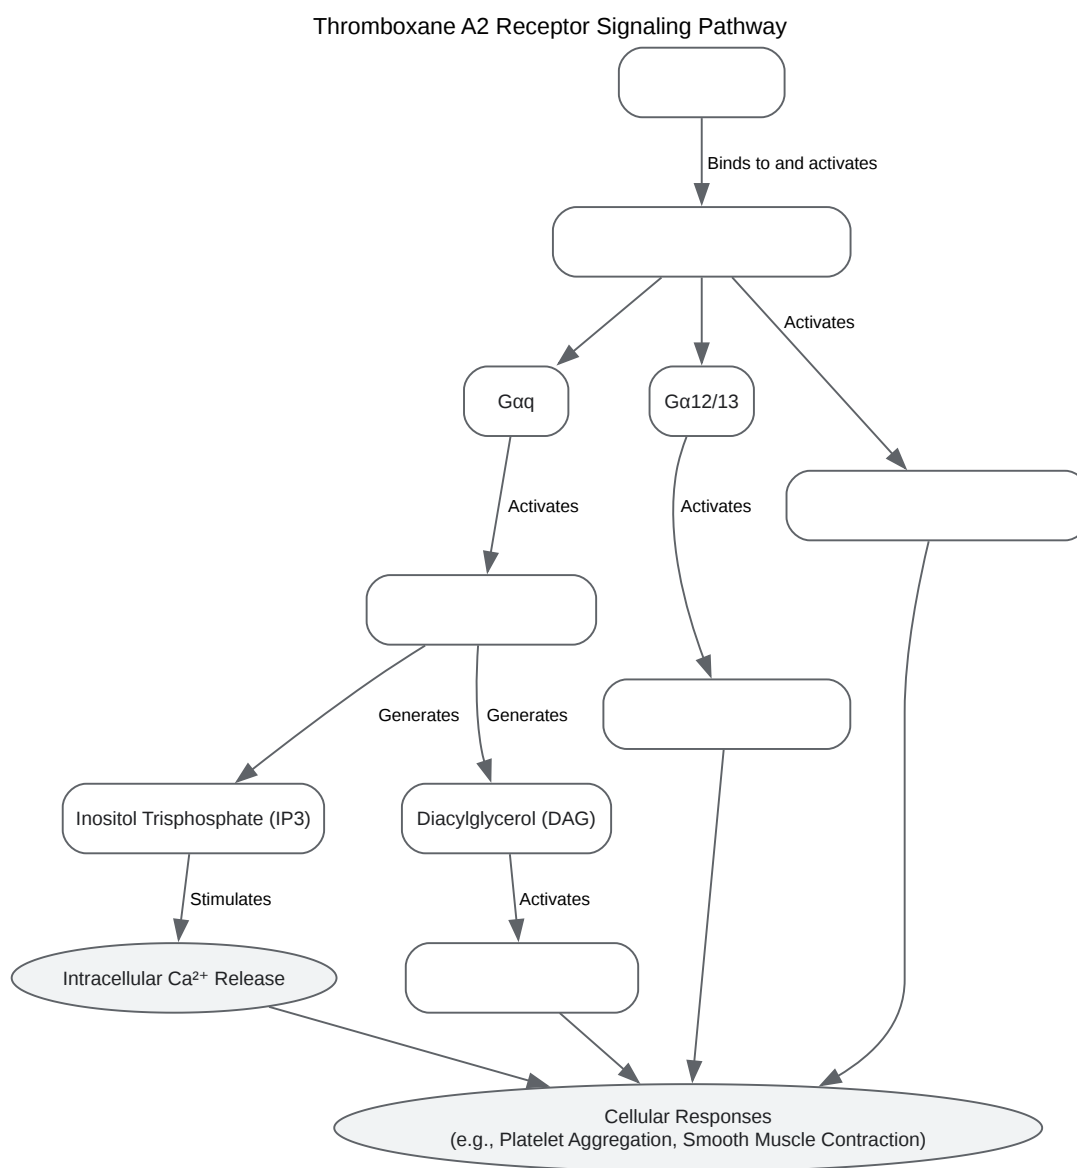 Thromboxane A2 Receptor Signaling Pathway
Binds to and activates
Activates
Gαq
Gα12/13
Activates
Activates
Generates
Generates
Inositol Trisphosphate (IP3)
Diacylglycerol (DAG)
Stimulates
Activates
Intracellular Ca²⁺ Release
Cellular Responses
(e.g., Platelet Aggregation, Smooth Muscle Contraction)